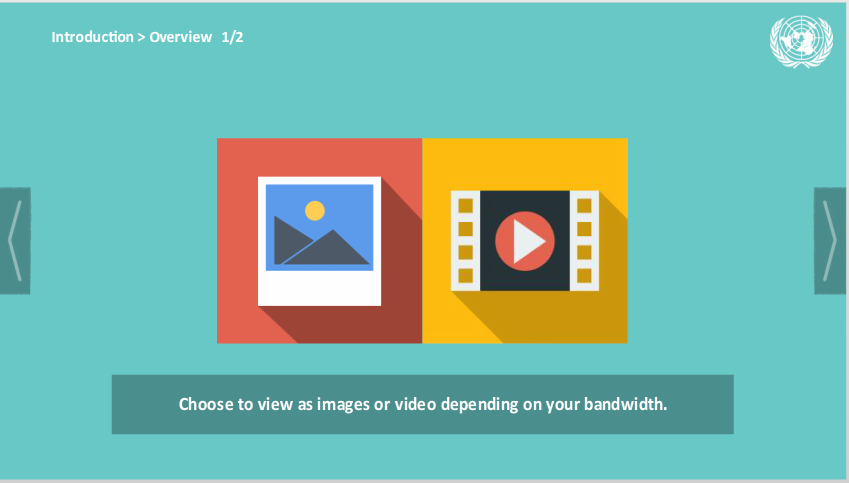 Introduction > Overview 1/2
Choose to view as images or video depending on your bandwidth.